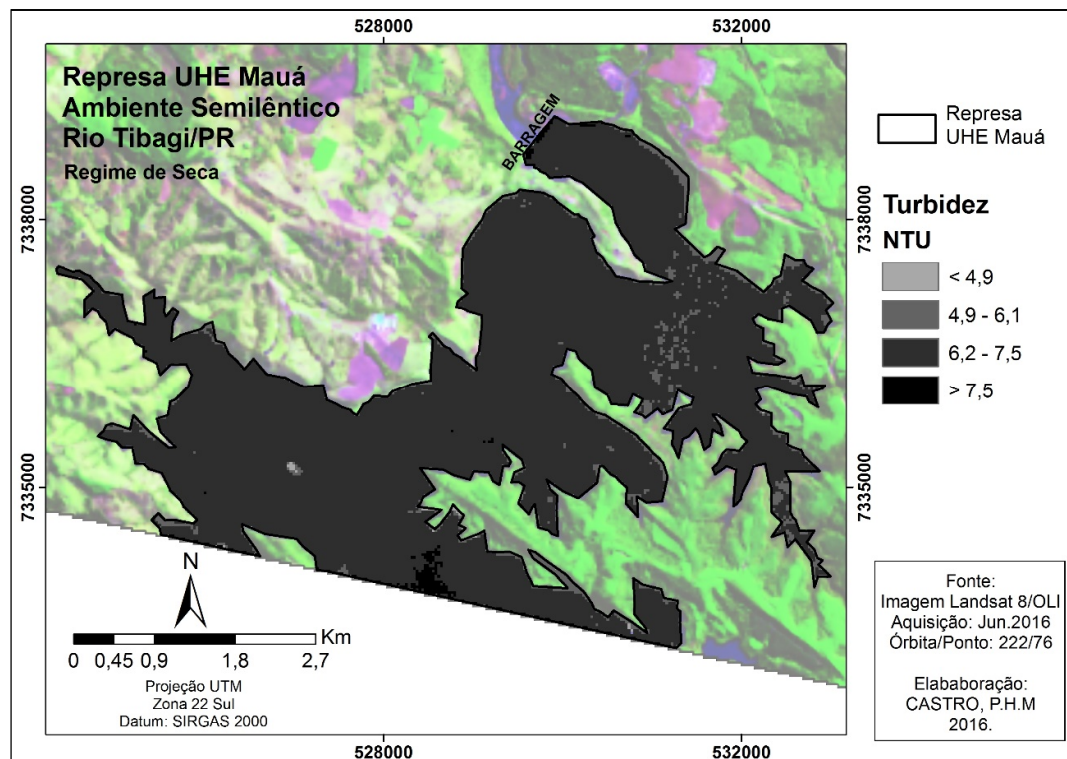 528000
532000
Represa UHE Mauá
Ambiente Semilêntico
Rio Tibagi/PR
Regime de Seca
BARRAGEM
Represa
UHE Mauá
7338000
7338000
Turbidez
NTU
< 4,9
4,9 - 6,1
6,2 - 7,5
> 7,5
7335000
7335000
N
Km
0 0,45 0,9 1,8 2,7
Projeção UTM
Zona 22 Sul
Datum: SIRGAS 2000
Fonte:
Imagem Landsat 8/OLI
Aquisição: Jun.2016
Órbita/Ponto: 222/76
Elababoração:
CASTRO, P.H.M
2016.
528000
532000